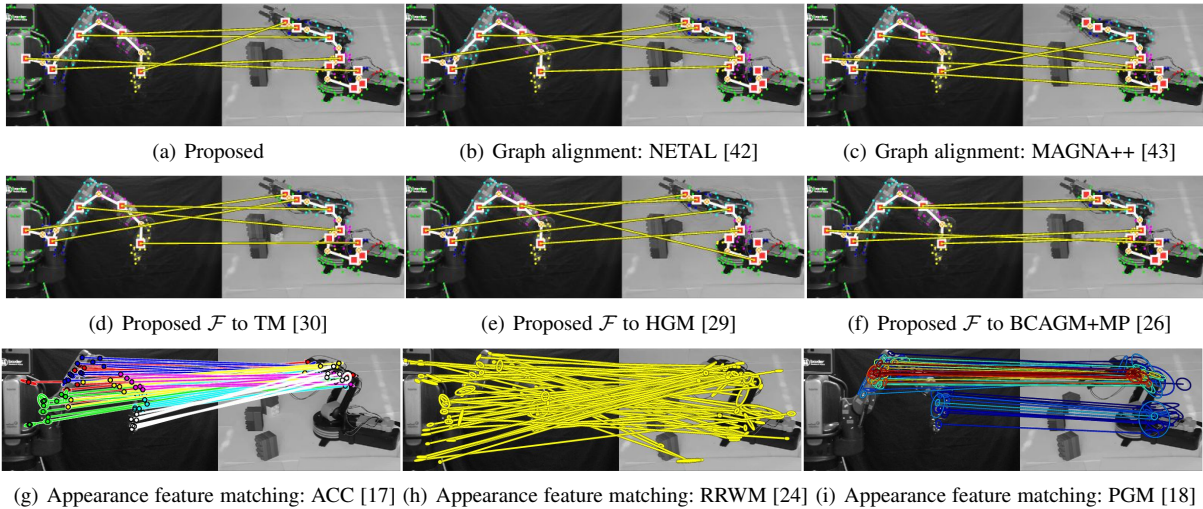 (a) Proposed
(b) Graph alignment: NETAL [42]
(c) Graph alignment: MAGNA++ [43]
(d) Proposed F to TM [30]
(e) Proposed F to HGM [29]
(f) Proposed F to BCAGM+MP [26]
(g) Appearance feature matching: ACC [17]
(h) Appearance feature matching: RRWM [24]
(i) Appearance feature matching: PGM [18]